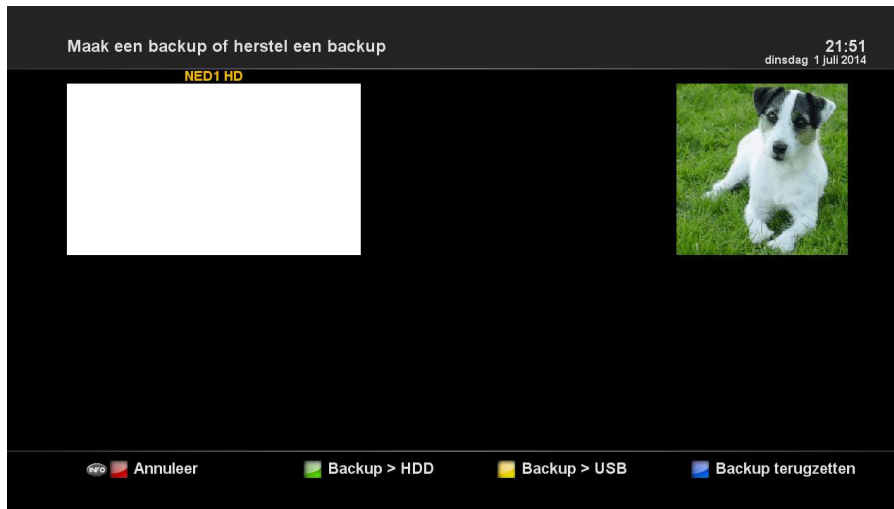 Maak een backup of herstel een backup
21:51
dinsdag 1 juli 2014
NED1 HD
INFO Annuleer
Backup > HDD
Backup > USB
Backup terugzetten